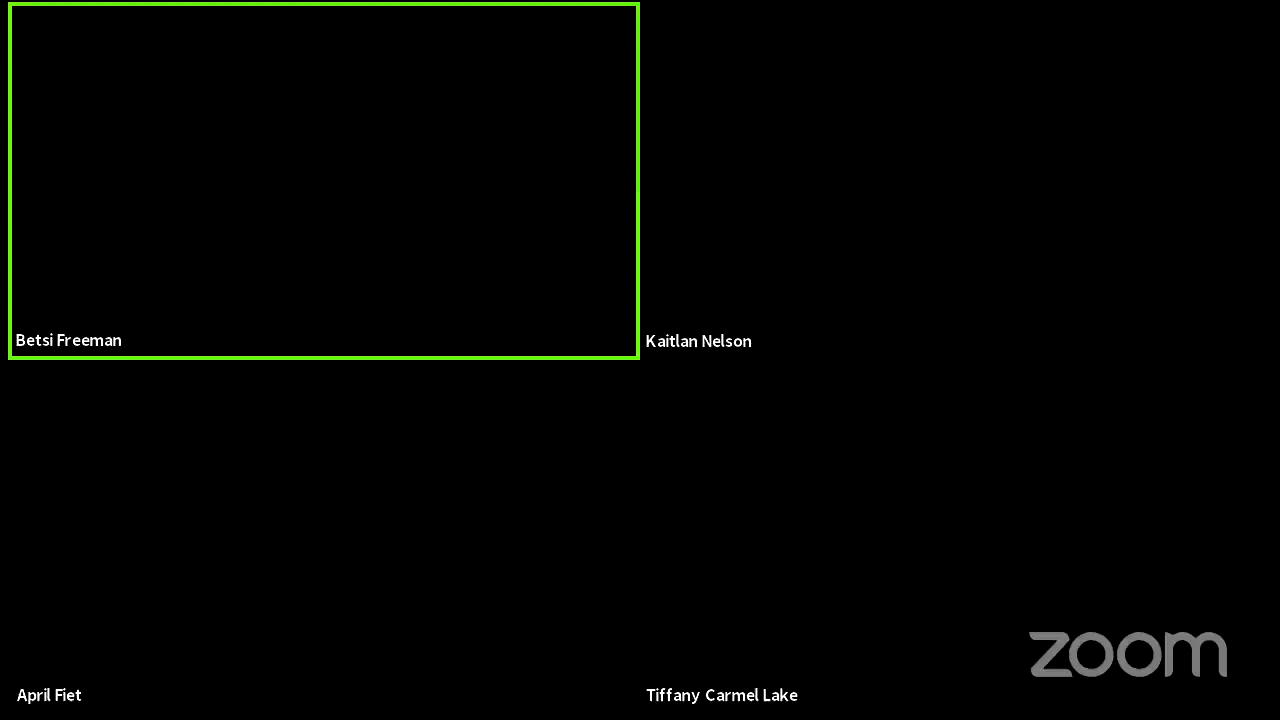 Betsi Freeman
Kaitlan Nelson
April Fiet
Tiffany Carmel Lake
zoom